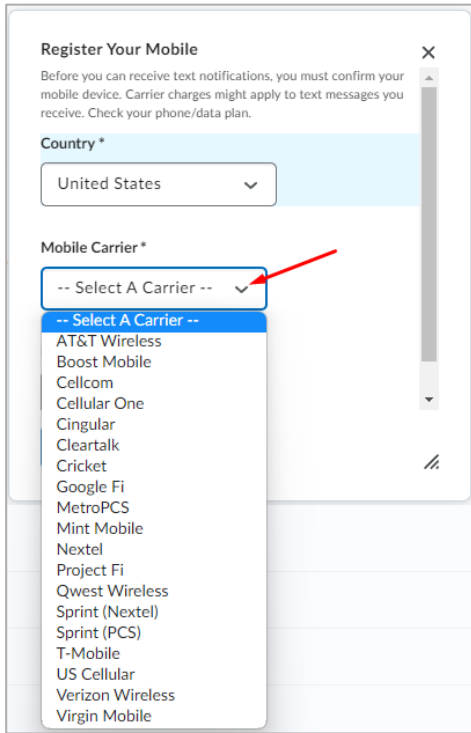 Register Your Mobile
Before you can receive text notifications, you must confirm your
mobile device. Carrier charges might apply to text messages you
receive. Check your phone/data plan.
Country *
United States
Mobile Carrier *
-- Select A Carrier --
-- Select A Carrier --
AT&T Wireless
Boost Mobile
Cellcom
Cellular One
Cingular
Cleartalk
Cricket
Google Fi
MetroPCS
Mint Mobile
Nextel
Project Fi
Qwest Wireless
Sprint (Nextel)
Sprint (PCS)
T-Mobile
US Cellular
Verizon Wireless
Virgin Mobile